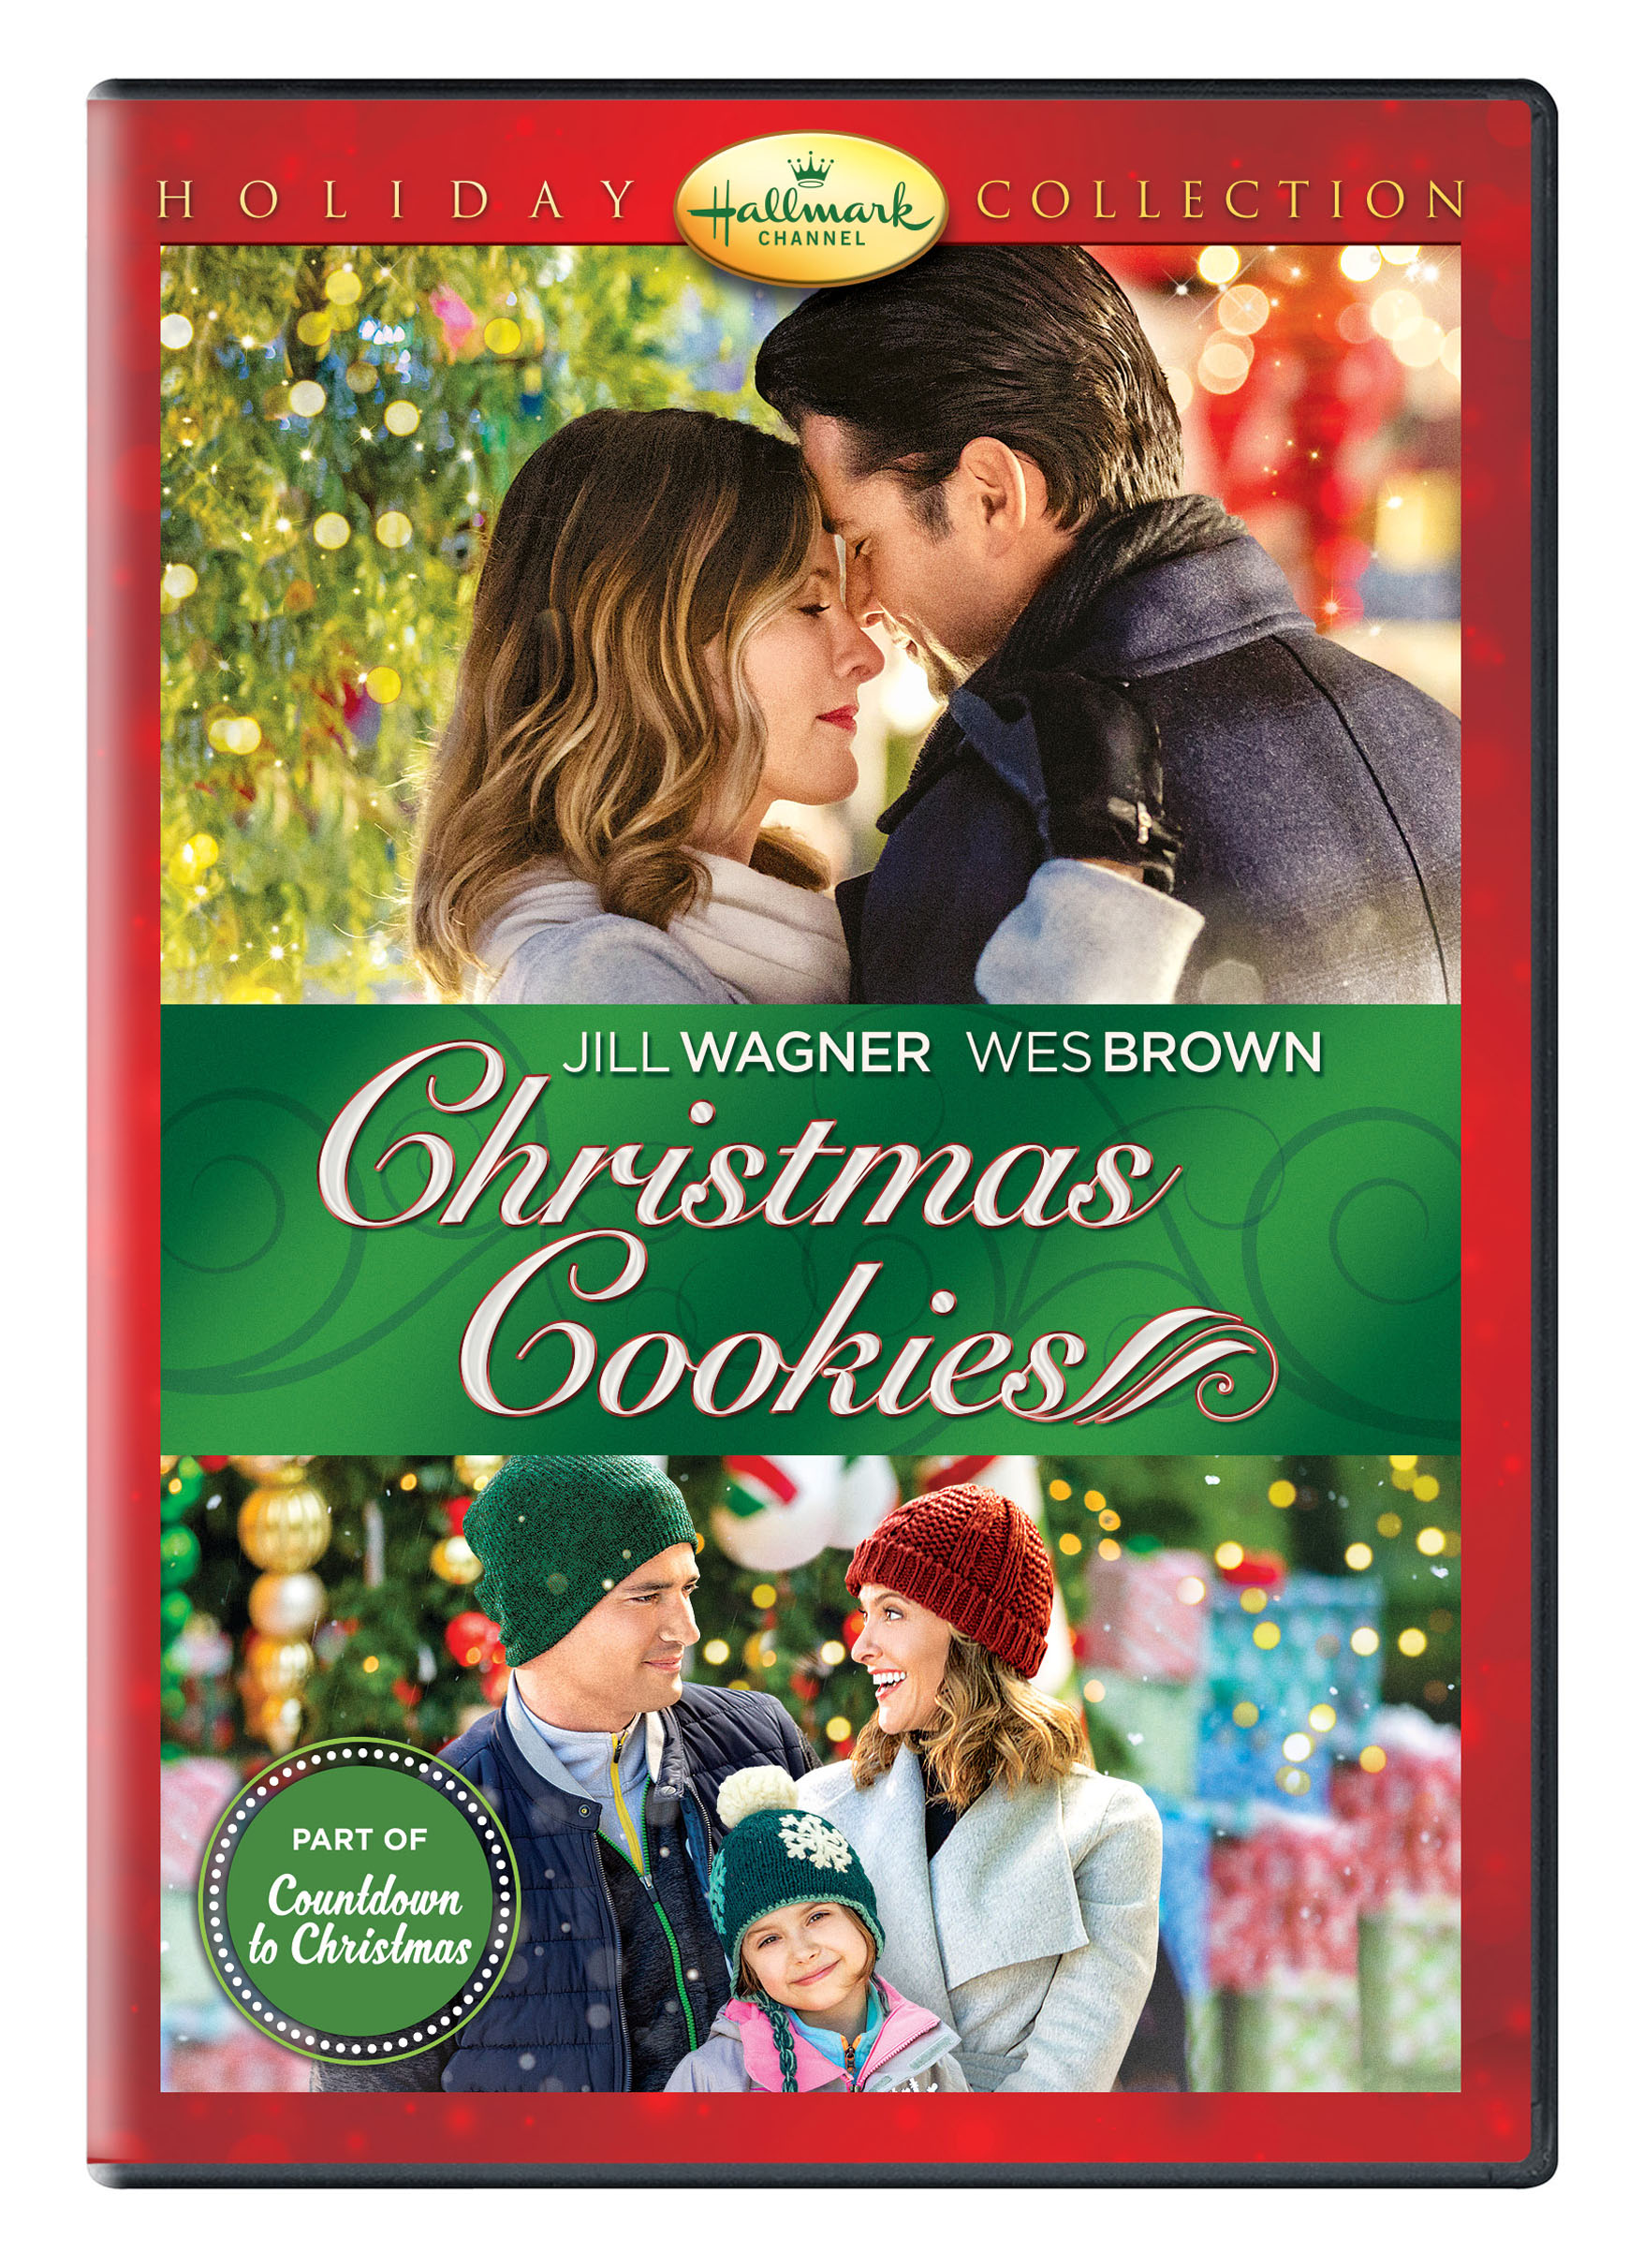 HOLIDAY Hallmark COLLECTION
CHANNEL
JILL WAGNER WES BROWN
Christmas
Cookies
PART OF
Countdown
to Christmas